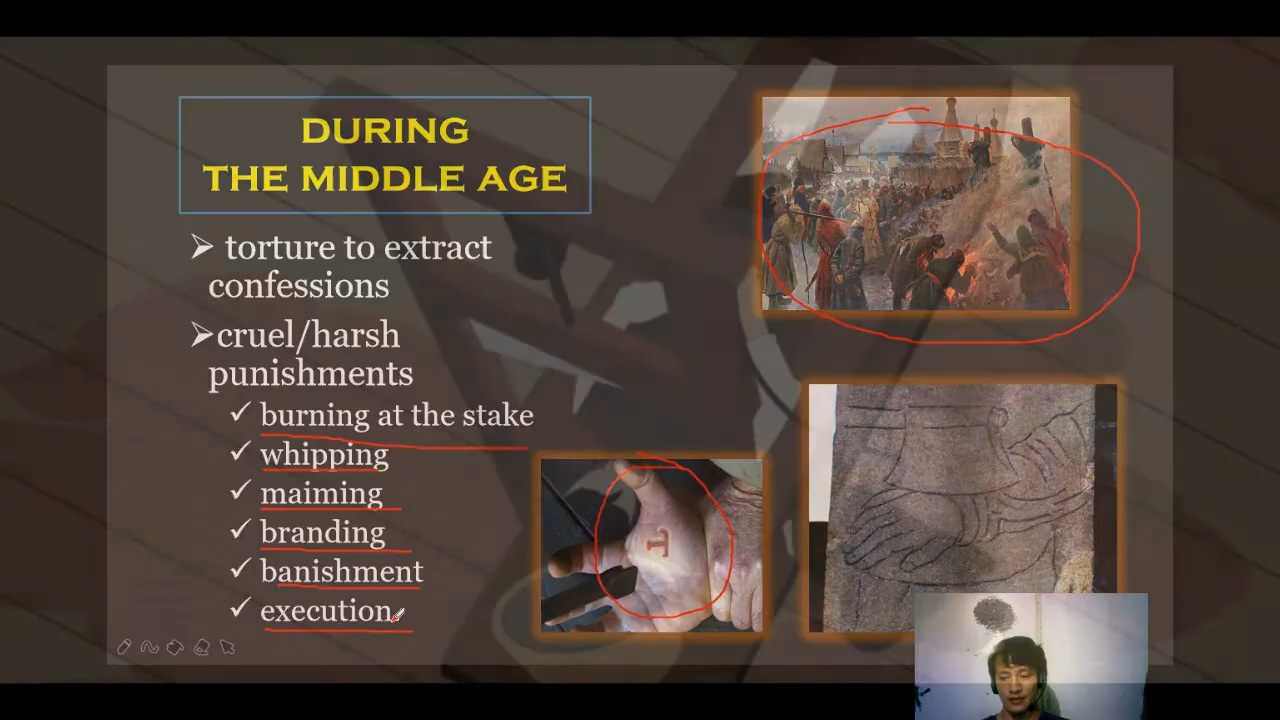 DURING
THE MIDDLE AGE
torture to extract
confessions
cruel/harsh
punishments
burning at the stake
whipping
maiming
branding
banishment
execution
T